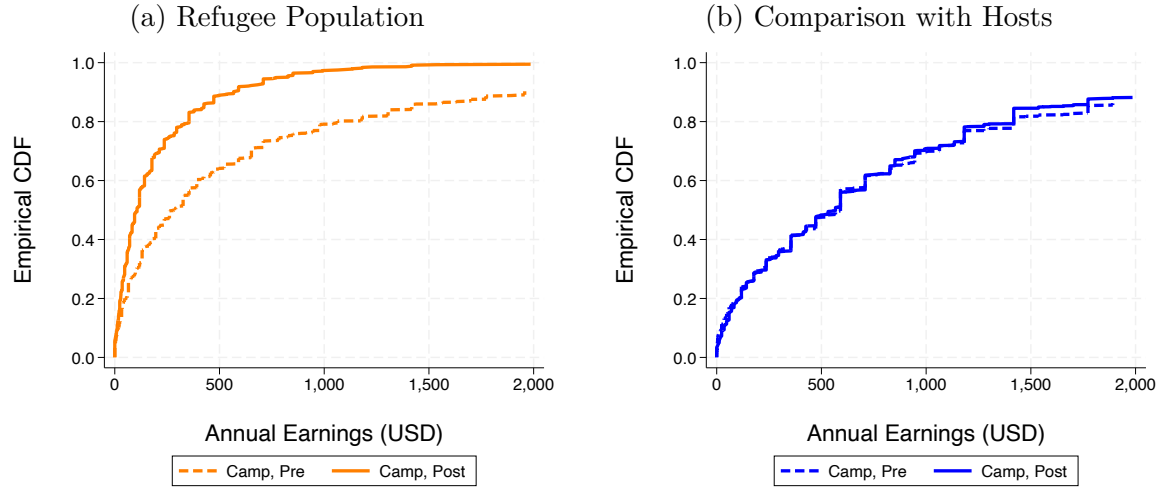 (a) Refugee Population
1.0
0.8
0.6
0.4
0.2
0.0
Empirical CDF
0
500
1,000
1,500
2,000
Annual Earnings (USD)
Camp, Pre
Camp, Post
(b) Comparison with Hosts
1.0
0.8
0.6
0.4
0.2
0.0
Empirical CDF
0
500
1,000
1,500
2,000
Annual Earnings (USD)
Camp, Pre
Camp, Post